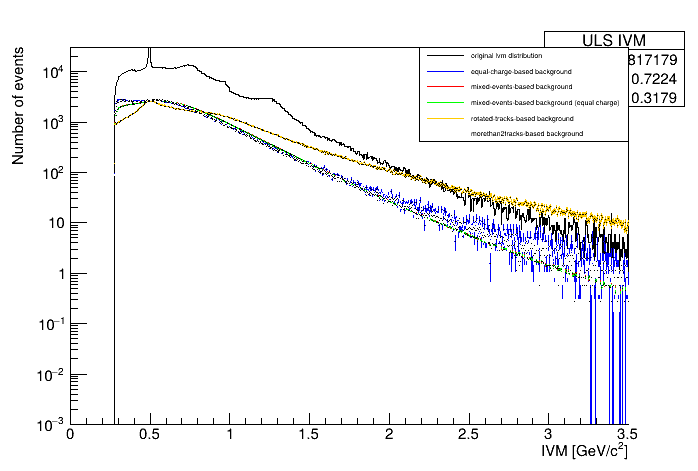 ULS IVM
817179
0.7224
0.3179
original ivm distribution
equal-charge-based background
mixed-events-based background
mixed-events-based background (equal charge)
rotated-tracks-based background
morethan2tracks-based background
Number of events
10⁴
10³
10²
10
1
10⁻¹
10⁻²
10⁻³
0 0.5 1 1.5 2 2.5 3 3.5
IVM [GeV/c²]